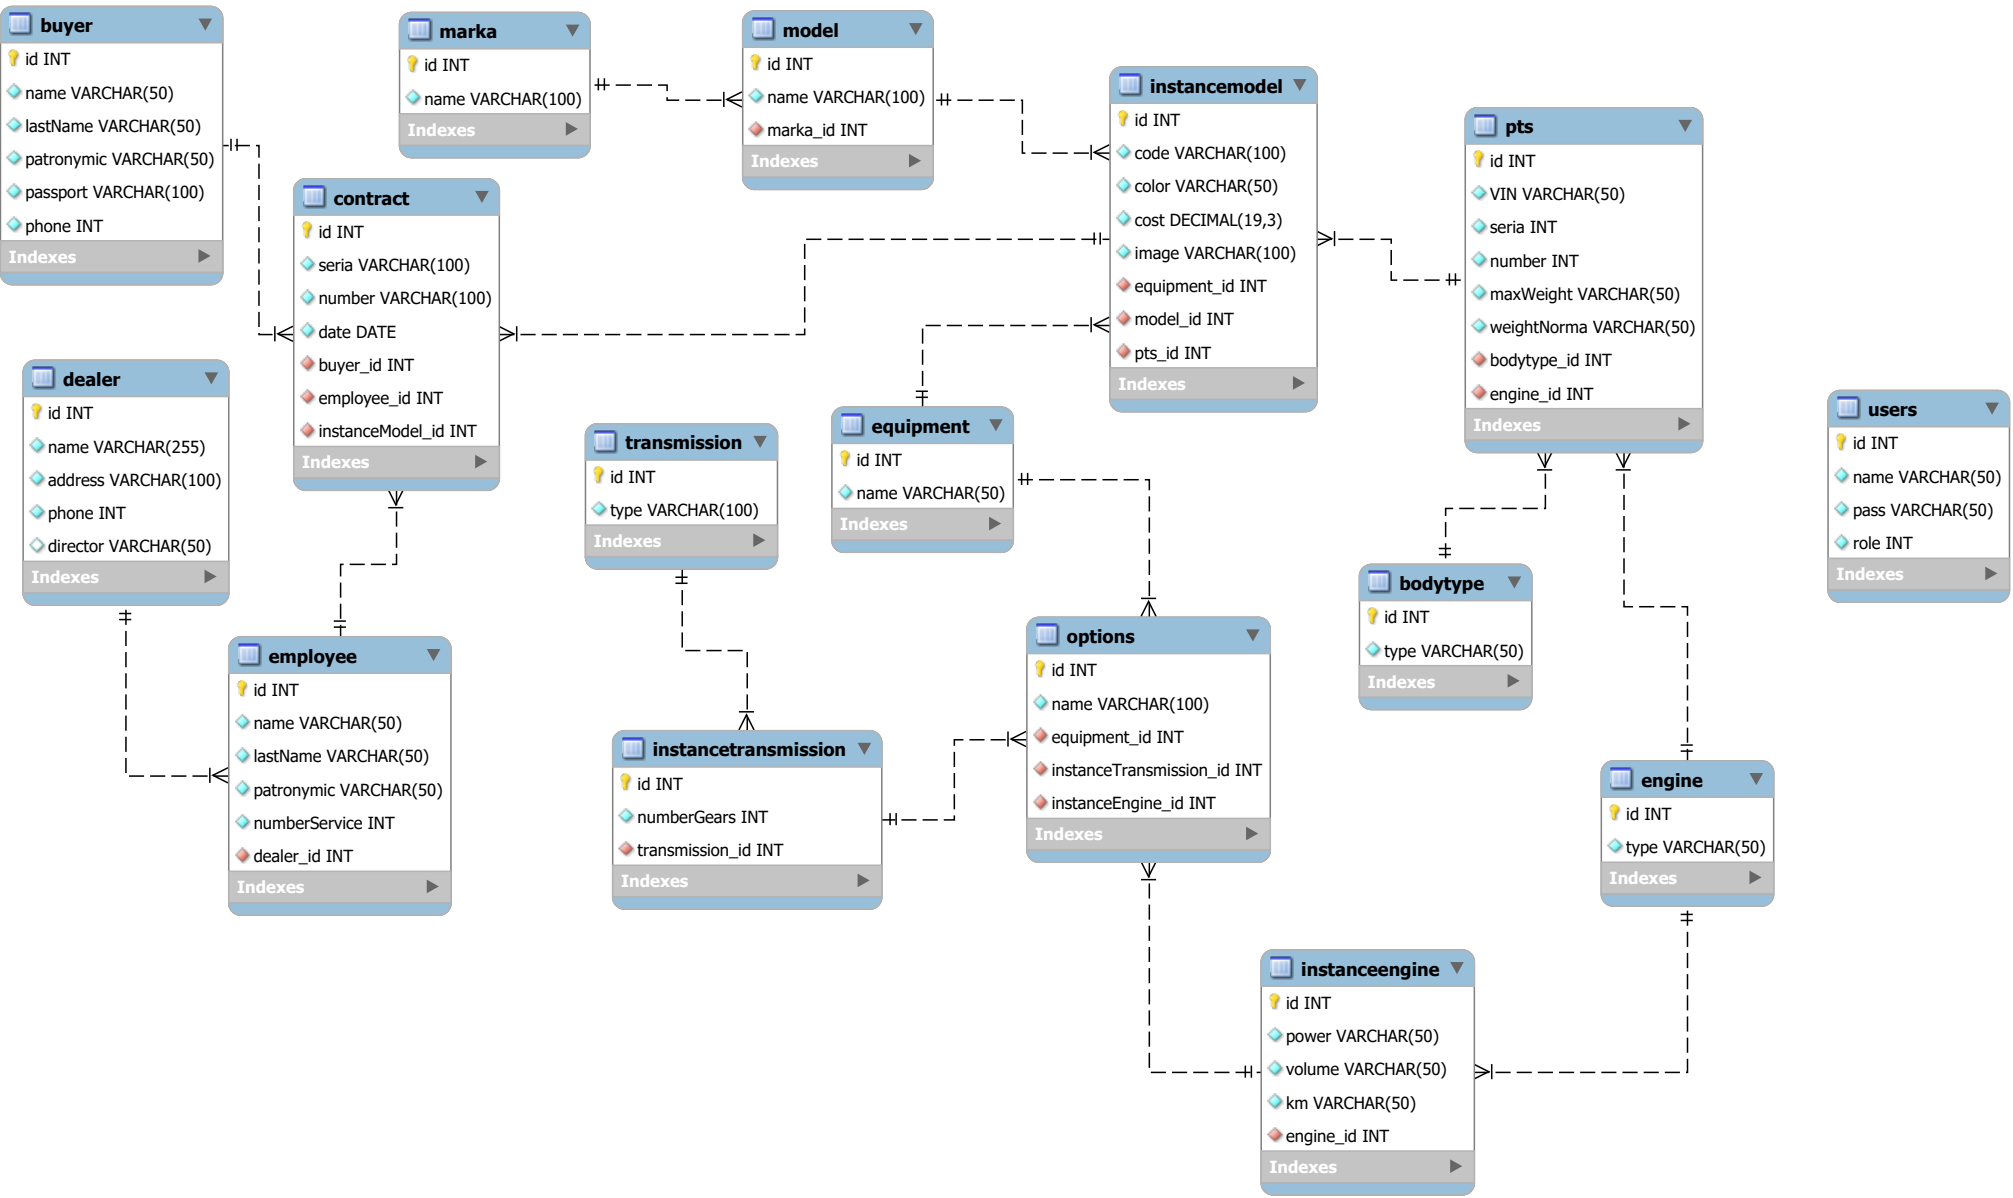 buyer
id INT
name VARCHAR(50)
lastName VARCHAR(50)
patronymic VARCHAR(50)
passport VARCHAR(100)
phone INT
Indexes
marka
id INT
name VARCHAR(100)
Indexes
model
id INT
name VARCHAR(100)
marka_id INT
Indexes
instancemodel
id INT
code VARCHAR(100)
color VARCHAR(50)
cost DECIMAL(19,3)
image VARCHAR(100)
equipment_id INT
model_id INT
pts_id INT
Indexes
pts
id INT
VIN VARCHAR(50)
seria INT
number INT
maxWeight VARCHAR(50)
weightNorma VARCHAR(50)
bodytype_id INT
engine_id INT
Indexes
contract
id INT
seria VARCHAR(100)
number VARCHAR(100)
date DATE
buyer_id INT
employee_id INT
instanceModel_id INT
Indexes
dealer
id INT
name VARCHAR(255)
address VARCHAR(100)
phone INT
director VARCHAR(50)
Indexes
transmission
id INT
type VARCHAR(100)
Indexes
equipment
id INT
name VARCHAR(50)
Indexes
users
id INT
name VARCHAR(50)
pass VARCHAR(50)
role INT
Indexes
bodytype
id INT
type VARCHAR(50)
Indexes
employee
id INT
name VARCHAR(50)
lastName VARCHAR(50)
patronymic VARCHAR(50)
numberService INT
dealer_id INT
Indexes
instancetransmission
id INT
numberGears INT
transmission_id INT
Indexes
options
id INT
name VARCHAR(100)
equipment_id INT
instanceTransmission_id INT
instanceEngine_id INT
Indexes
engine
id INT
type VARCHAR(50)
Indexes
instanceengine
id INT
power VARCHAR(50)
volume VARCHAR(50)
km VARCHAR(50)
engine_id INT
Indexes